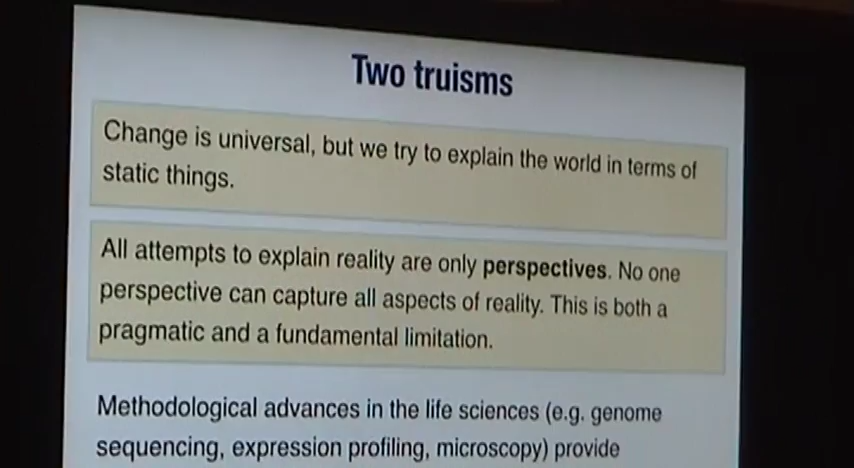 Two truisms
Change is universal, but we try to explain the world in terms of
static things.
All attempts to explain reality are only perspectives. No one
perspective can capture all aspects of reality. This is both a
pragmatic and a fundamental limitation.
Methodological advances in the life sciences (e.g. genome
sequencing, expression profiling, microscopy) provide